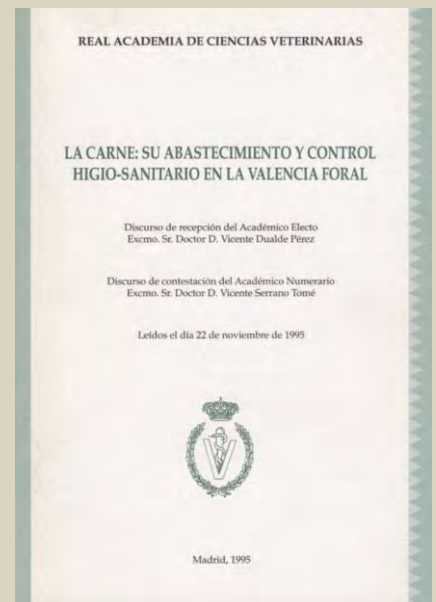 REAL ACADEMIA DE CIENCIAS VETERINARIAS
LA CARNE: SU ABASTECIMIENTO Y CONTROL
HIGIO-SANITARIO EN LA VALENCIA FORAL
Discurso de recepción del Académico Electo
Excmo. Sr. Doctor D. Vicente Dualde Pérez
Discurso de contestación del Académico Numerario
Excmo. Sr. Doctor D. Vicente Serrano Tomé
Leídos el día 22 de noviembre de 1995
V
Madrid, 1995